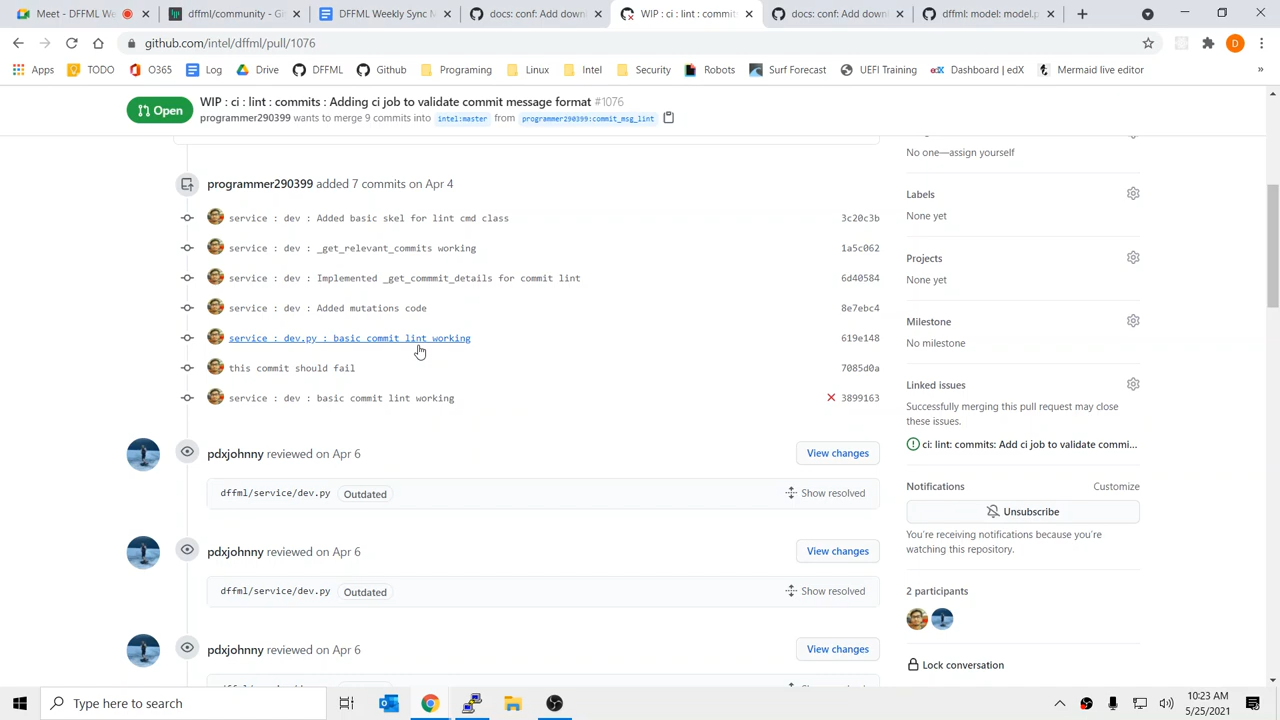 Meet - DFFML We
dffml/community - Gi
DFFML Weekly Sync M
docs: conf: Add down
WIP : ci : lint : commits
docs: conf: Add down
dffml model: model.p
github.com/intel/dffml/pull/1076
Apps TODO O365 Log Drive DFFML Github Programing Linux Intel Security Robots Surf Forecast UEFI Training Dashboard | edX Mermaid live editor »
Open
WIP : ci : lint : commits : Adding ci job to validate commit message format #1076
programmer290399 wants to merge 9 commits into intel:master from programmer290399:commit_msg_lint
No one—assign yourself
programmer290399 added 7 commits on Apr 4
service : dev : Added basic skel for lint cmd class 3c20c3b
service : dev : _get_relevant_commits working 1a5c062
service : dev : Implemented _get_commmit_details for commit lint 6d40584
service : dev : Added mutations code 8e7ebc4
service : dev.py : basic commit lint working 619e148
this commit should fail 7085d0a
service : dev : basic commit lint working 3899163
pdxjohnny reviewed on Apr 6 View changes
dffml/service/dev.py Outdated Show resolved
pdxjohnny reviewed on Apr 6 View changes
dffml/service/dev.py Outdated Show resolved
pdxjohnny reviewed on Apr 6 View changes
Labels
None yet
Projects
None yet
Milestone
No milestone
Linked issues
Successfully merging this pull request may close
these issues.
ci: lint: commits: Add ci job to validate commi...
Notifications Customize
Unsubscribe
You're receiving notifications because you're
watching this repository.
2 participants
Lock conversation
Type here to search
10:23 AM
5/25/2021